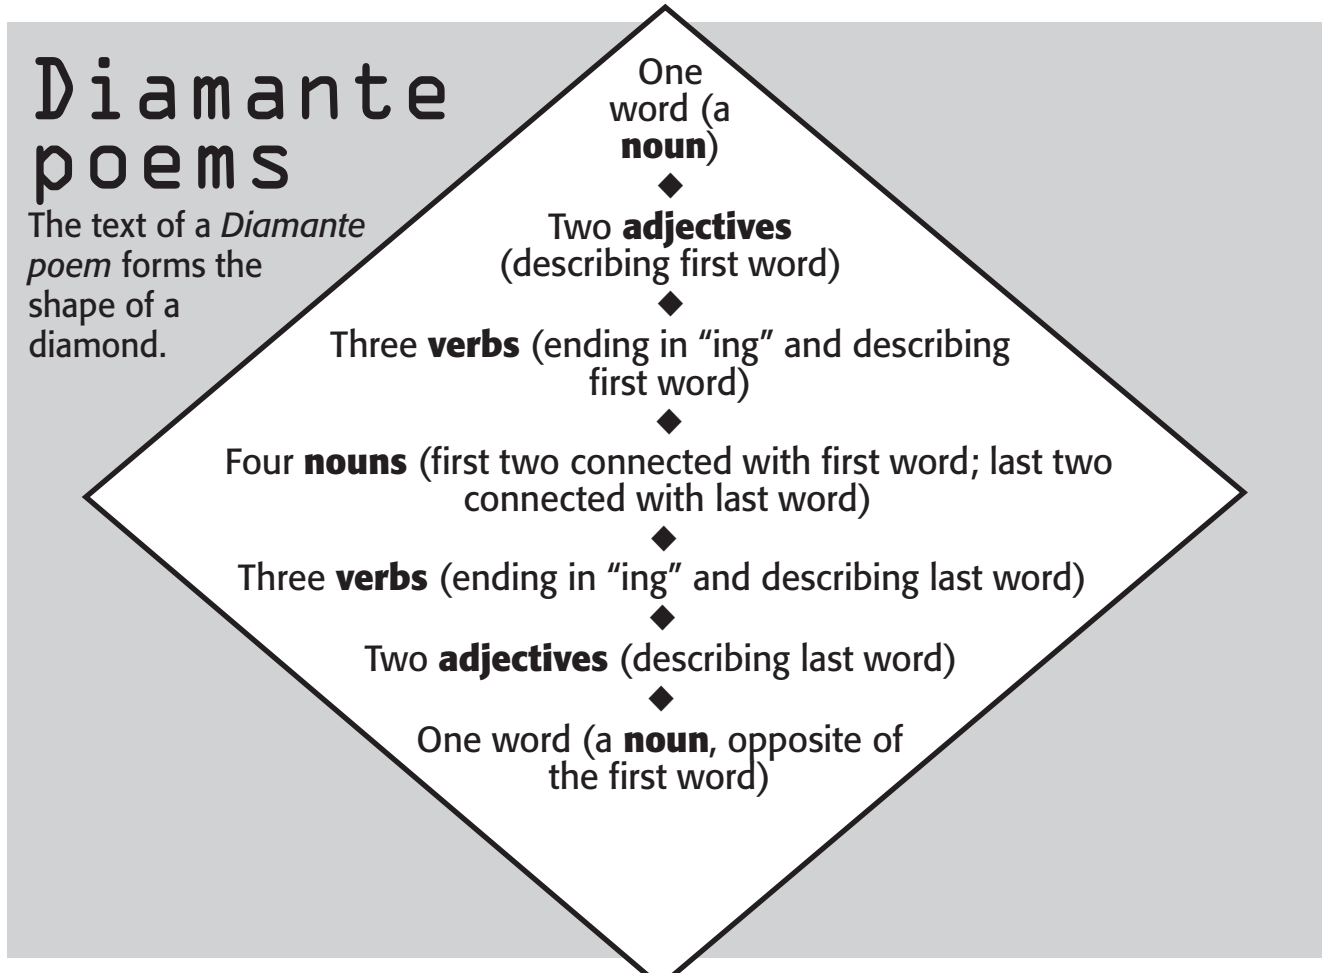 Diamante
poems
The text of a Diamante
poem forms the
shape of a
diamond.
One
word (a
noun)
Two adjectives
(describing first word)
Three verbs (ending in “ing” and describing
first word)
Four nouns (first two connected with first word; last two
connected with last word)
Three verbs (ending in “ing” and describing last word)
Two adjectives (describing last word)
One word (a noun, opposite of
the first word)